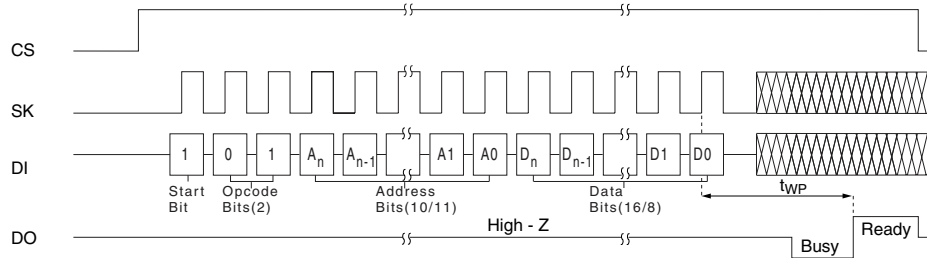 CS
SK
DI
1 0 1 An An-1 A1 A0 Dn Dn-1 D1 D0
Start Bit
Opcode Bits(2)
Address Bits(10/11)
Data Bits(16/8)
tWP
DO
High - Z
Busy
Ready